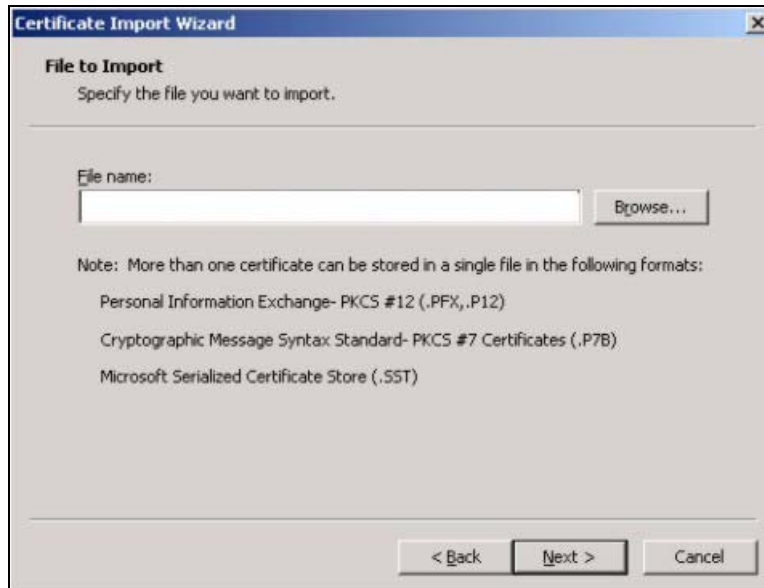 Certificate Import Wizard
File to Import
Specify the file you want to import.
File name:
Browse...
Note: More than one certificate can be stored in a single file in the following formats:
Personal Information Exchange- PKCS #12 (.PFX,.P12)
Cryptographic Message Syntax Standard- PKCS #7 Certificates (.P7B)
Microsoft Serialized Certificate Store (.SST)
< Back Next > Cancel